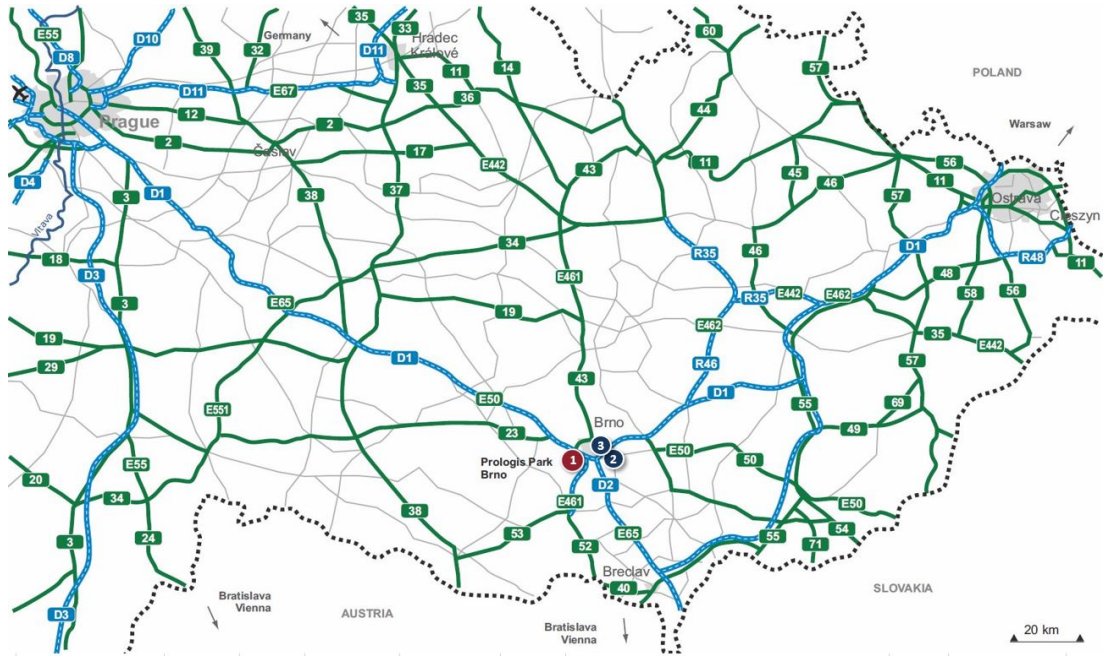 E55
D10
D8
39
32
Germany
35
33
Hradec
Králové
D11
60
57
POLAND
11
14
35
36
44
D11
E67
12
Prague
2
2
Čáslav
17
E442
43
11
45
46
56
11
57
Warsaw
Ostrava
Cieszyn
D4
3
D1
38
37
Vltava
18
D3
34
E461
R35
46
D1
48
R48
11
3
E65
R35
E442
E462
58
56
19
19
E462
35
E442
29
D1
43
R46
57
E551
E50
D1
69
23
Brno
55
49
3
1
2
Prologis Park
Brno
E50
50
E55
D2
20
34
E461
E50
38
53
E65
54
3
24
52
55
71
Breclav
40
SLOVAKIA
D3
Bratislava
Vienna
AUSTRIA
Bratislava
Vienna
20 km